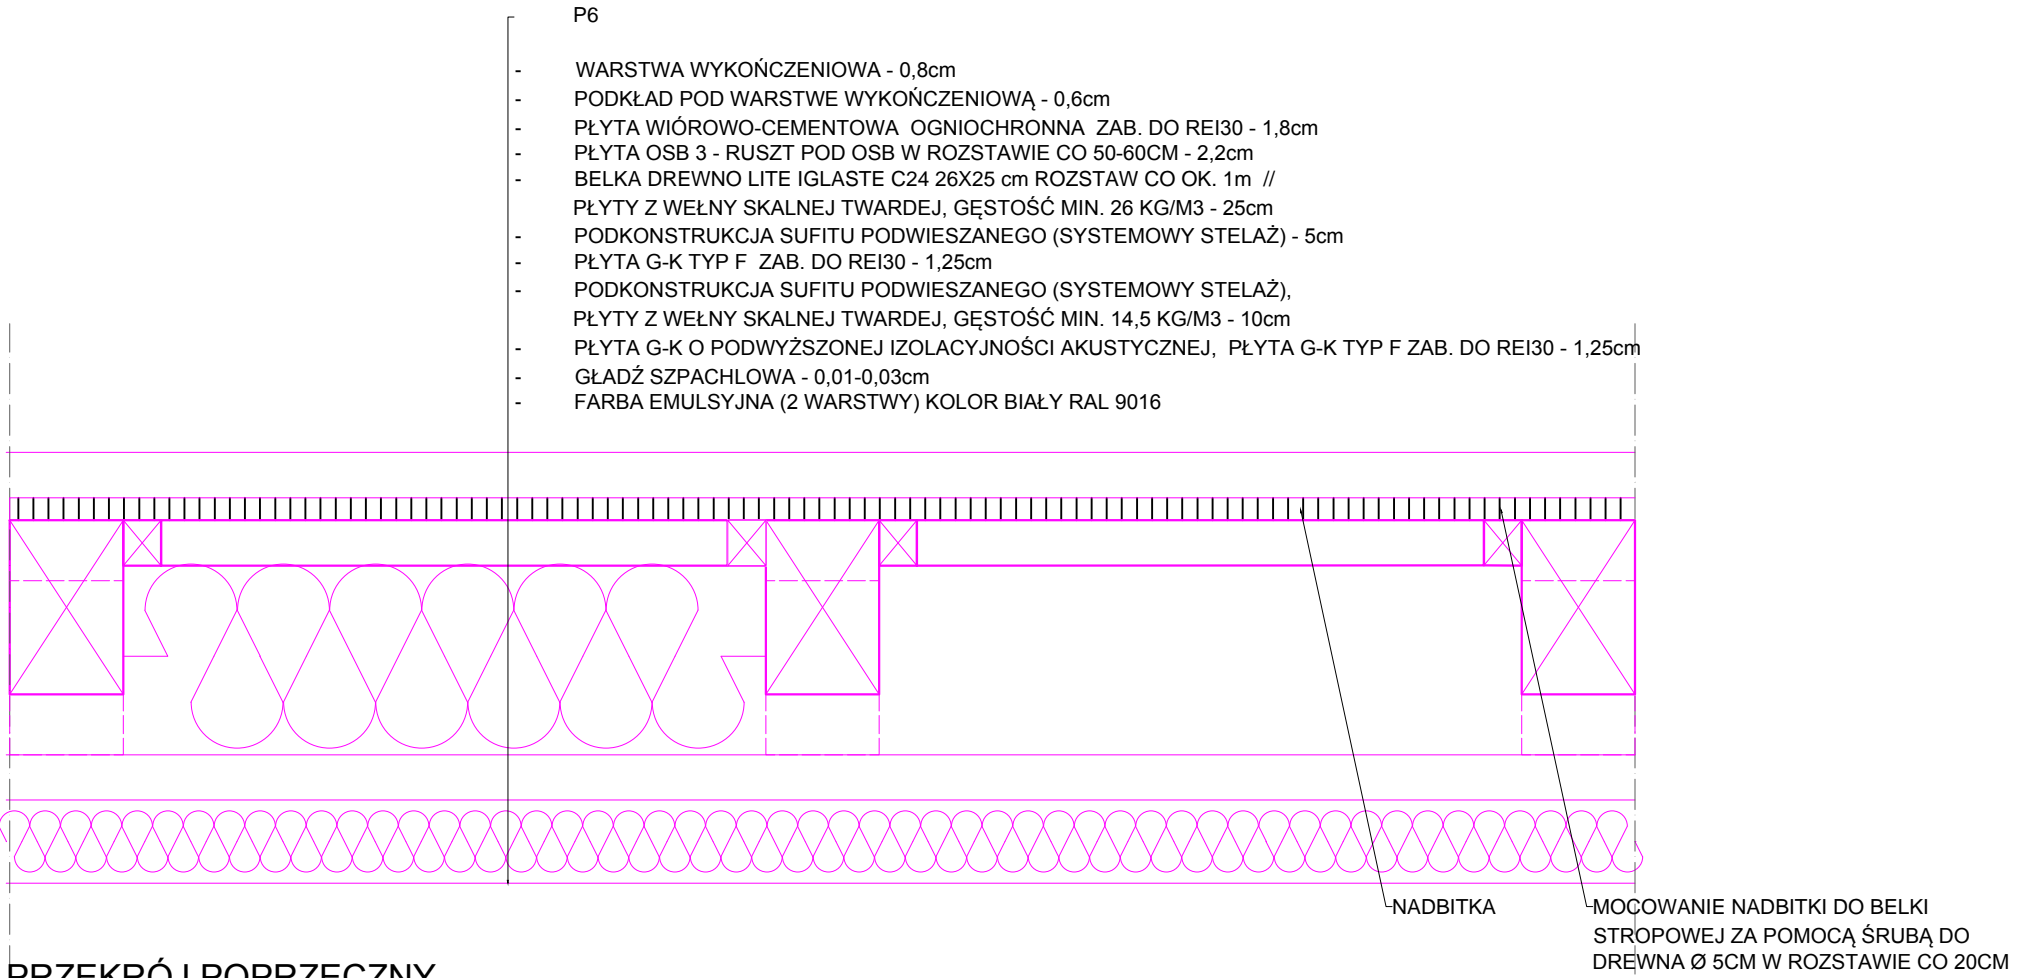 P6
- WARSTWA WYKOŃCZENIOWA - 0,8cm
- PODKŁAD POD WARSTWE WYKOŃCZENIOWĄ - 0,6cm
- PŁYTA WIÓROWO-CEMENTOWA OGNIOCHRONNA ZAB. DO REI30 - 1,8cm
- PŁYTA OSB 3 - RUSZT POD OSB W ROZSTAWIE CO 50-60CM - 2,2cm
- BELKA DREWNO LITE IGLASTE C24 26X25 cm ROZSTAW CO OK. 1m //
PŁYTY Z WEŁNY SKALNEJ TWARDEJ, GĘSTOŚĆ MIN. 26 KG/M3 - 25cm
- PODKONSTRUKCJA SUFITU PODWIESZANEGO (SYSTEMOWY STELAŻ) - 5cm
- PŁYTA G-K TYP F ZAB. DO REI30 - 1,25cm
- PODKONSTRUKCJA SUFITU PODWIESZANEGO (SYSTEMOWY STELAŻ),
PŁYTY Z WEŁNY SKALNEJ TWARDEJ, GĘSTOŚĆ MIN. 14,5 KG/M3 - 10cm
- PŁYTA G-K O PODWYŻSZONEJ IZOLACYJNOŚCI AKUSTYCZNEJ, PŁYTA G-K TYP F ZAB. DO REI30 - 1,25cm
- GŁADŹ SZPACHLOWA - 0,01-0,03cm
- FARBA EMULSYJNA (2 WARSTWY) KOLOR BIAŁY RAL 9016
NADBITKA
MOCOWANIE NADBITKI DO BELKI
STROPOWEJ ZA POMOCĄ ŚRUBĄ DO
DREWNA Ø 5CM W ROZSTAWIE CO 20CM
PRZEKRÓJ POPRZECZNY